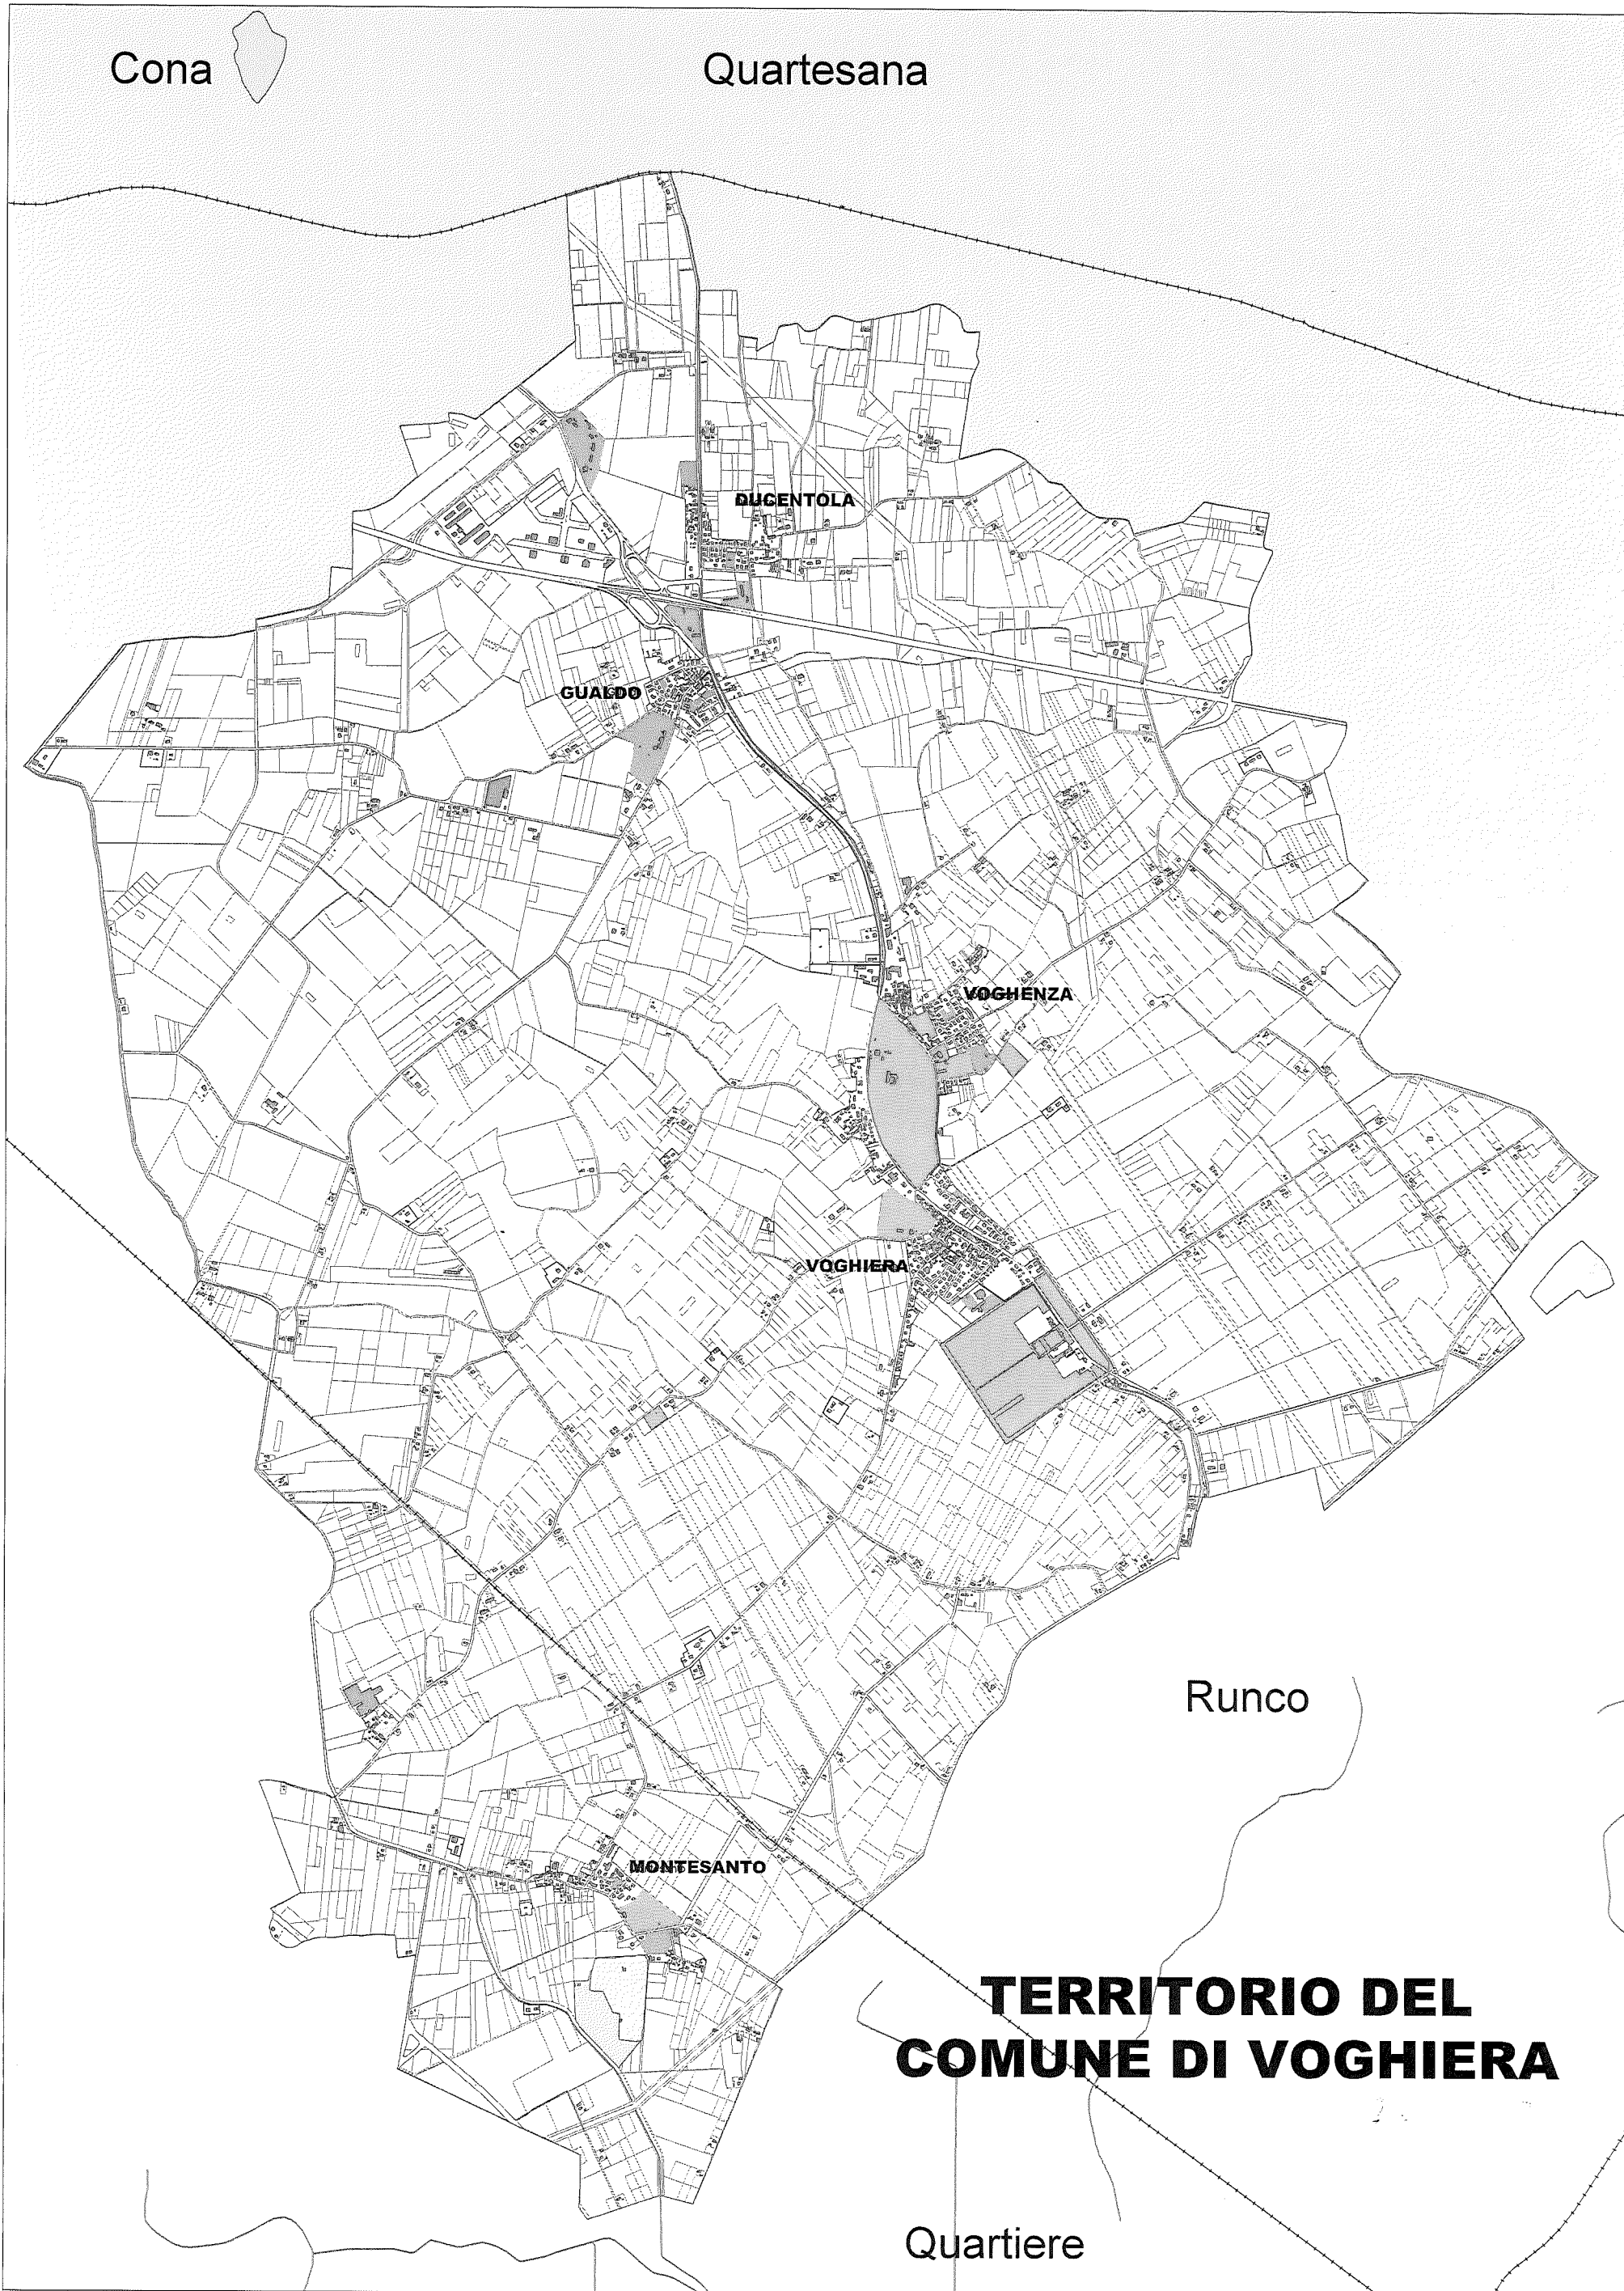 Cona
Quartesana
DUCENTOLA
GUALDO
VOGHENZA
VOGHIERA
Runco
MONTESANTO
TERRITORIO DEL
COMUNE DI VOGHIERA
Quartiere